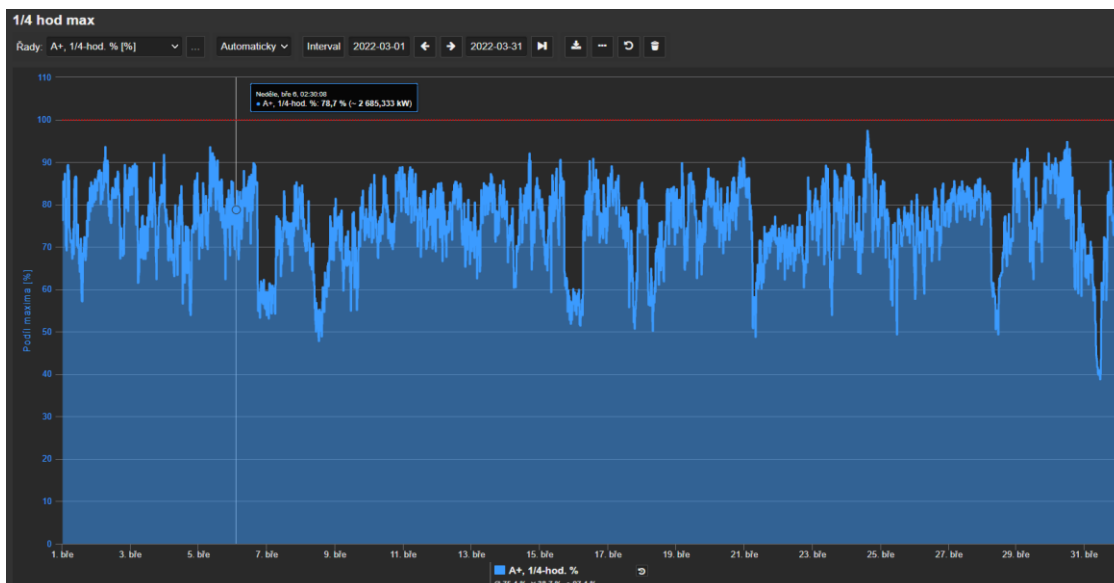 1/4 hod max
Řady: A+, 1/4-hod. % [%] ... Automaticky Interval 2022-03-01 2022-03-31
110
Neděle, bře 6, 02:30:08
A+, 1/4-hod. %: 78,7 % (~ 2 685,333 kW)
100
90
80
70
60
50
40
30
20
10
0
Podíl maxima [%]
1. bře 3. bře 5. bře 7. bře 9. bře 11. bře 13. bře 15. bře 17. bře 19. bře 21. bře 23. bře 25. bře 27. bře 29. bře 31. bře
A+, 1/4-hod. %